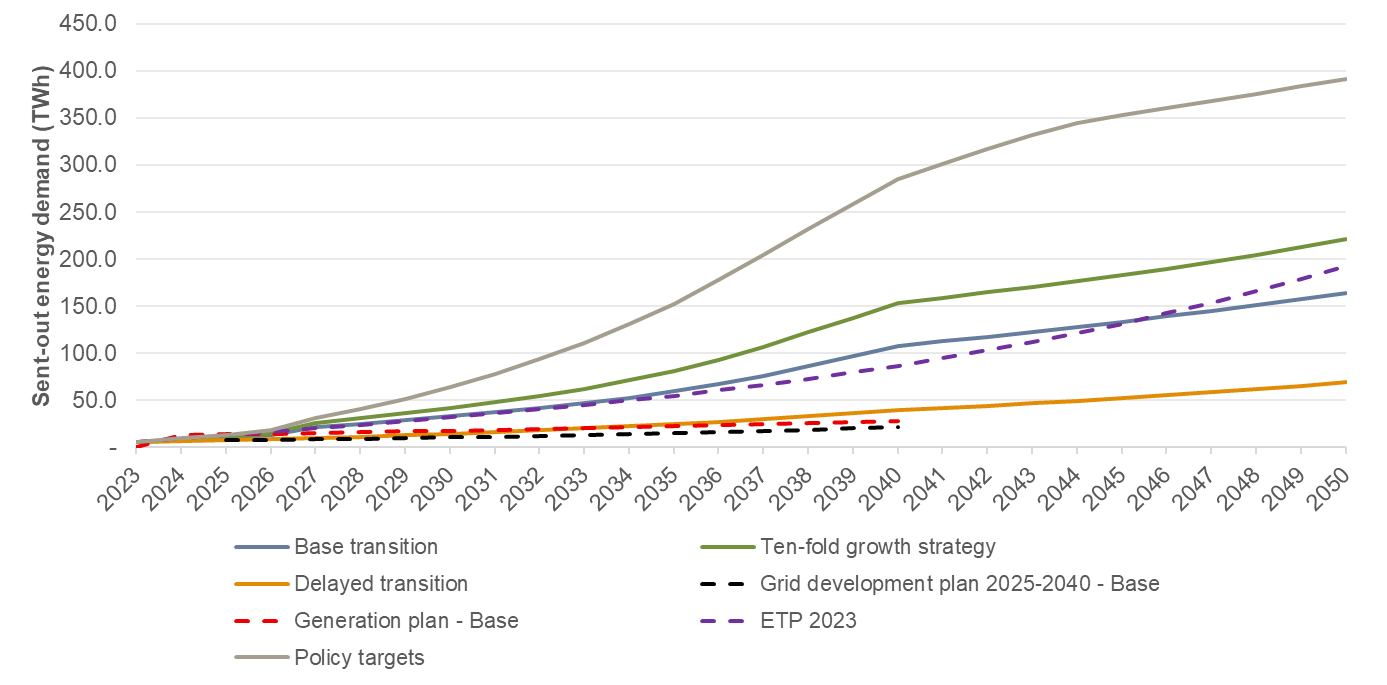 450.0
400.0
350.0
300.0
250.0
200.0
150.0
100.0
50.0
-
Sent-out energy demand (TWh)
2023 2024 2025 2026 2027 2028 2029 2030 2031 2032 2033 2034 2035 2036 2037 2038 2039 2040 2041 2042 2043 2044 2045 2046 2047 2048 2049 2050
Base transition
Ten-fold growth strategy
Delayed transition
Grid development plan 2025-2040 - Base
Generation plan - Base
ETP 2023
Policy targets